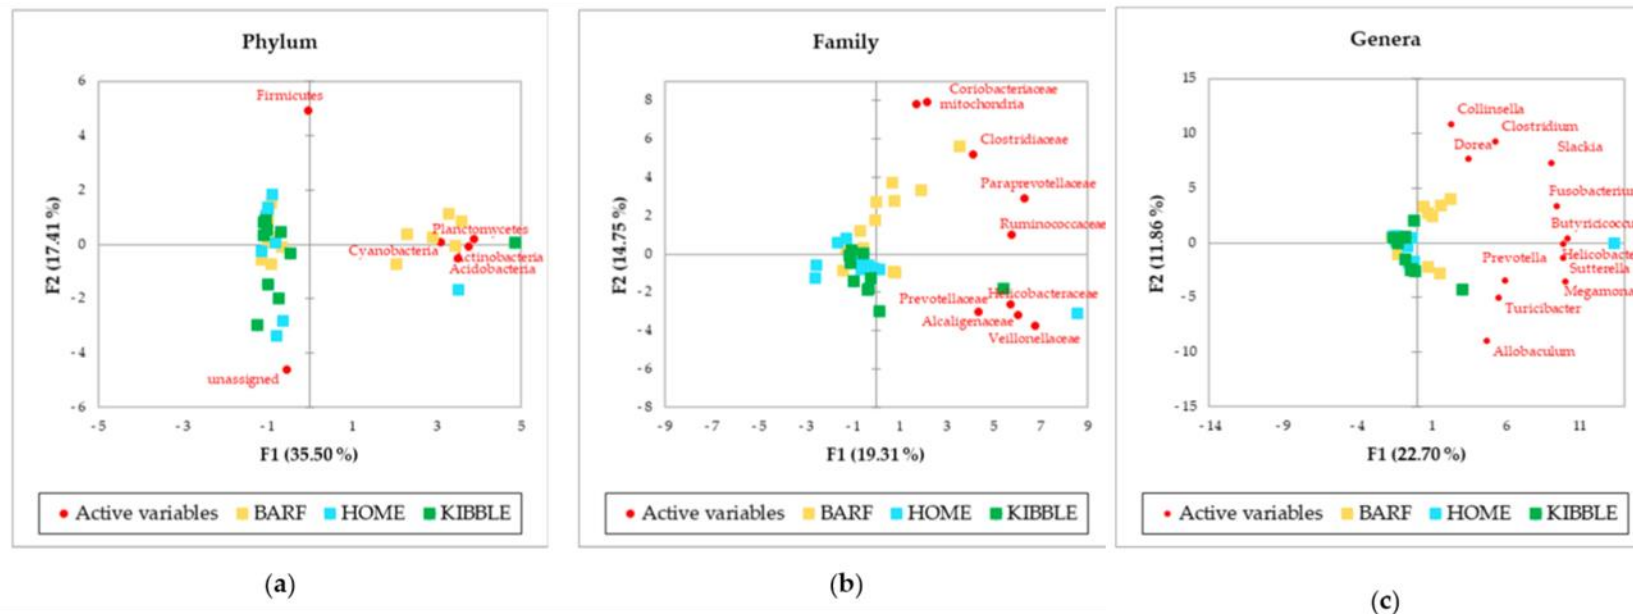 Phylum
6
Firmicutes
4
2
Planctomycetes
0
Cyanobacteria
Actinobacteria
Acidobacteria
-2
-4
unassigned
-6
-5 -3 -1 1 3 5
F2 (17.41 %)
F1 (35.50 %)
Active variables BARF HOME KIBBLE
(a)
Family
8
Coriobacteriaceae
mitochondria
6
Clostridiaceae
4
Paraprevotellaceae
2
Ruminococcaceae
0
-2
Prevotellaceae Helicobacteraceae
Alcaligenaceae
-4
Veillonellaceae
-6
-8
-9 -7 -5 -3 -1 1 3 5 7 9
F2 (14.75 %)
F1 (19.31 %)
Active variables BARF HOME KIBBLE
(b)
Genera
15
Collinsella
10
Clostridium
Dorea Slackia
5
Fusobacterium
Butyricicoccu
0
Prevotella Helicobacte
Sutterella
Megamona
-5
Turicibacter
-10
Allobaculum
-15
-14 -9 -4 1 6 11
F2 (11.86 %)
F1 (22.70 %)
Active variables BARF HOME KIBBLE
(c)